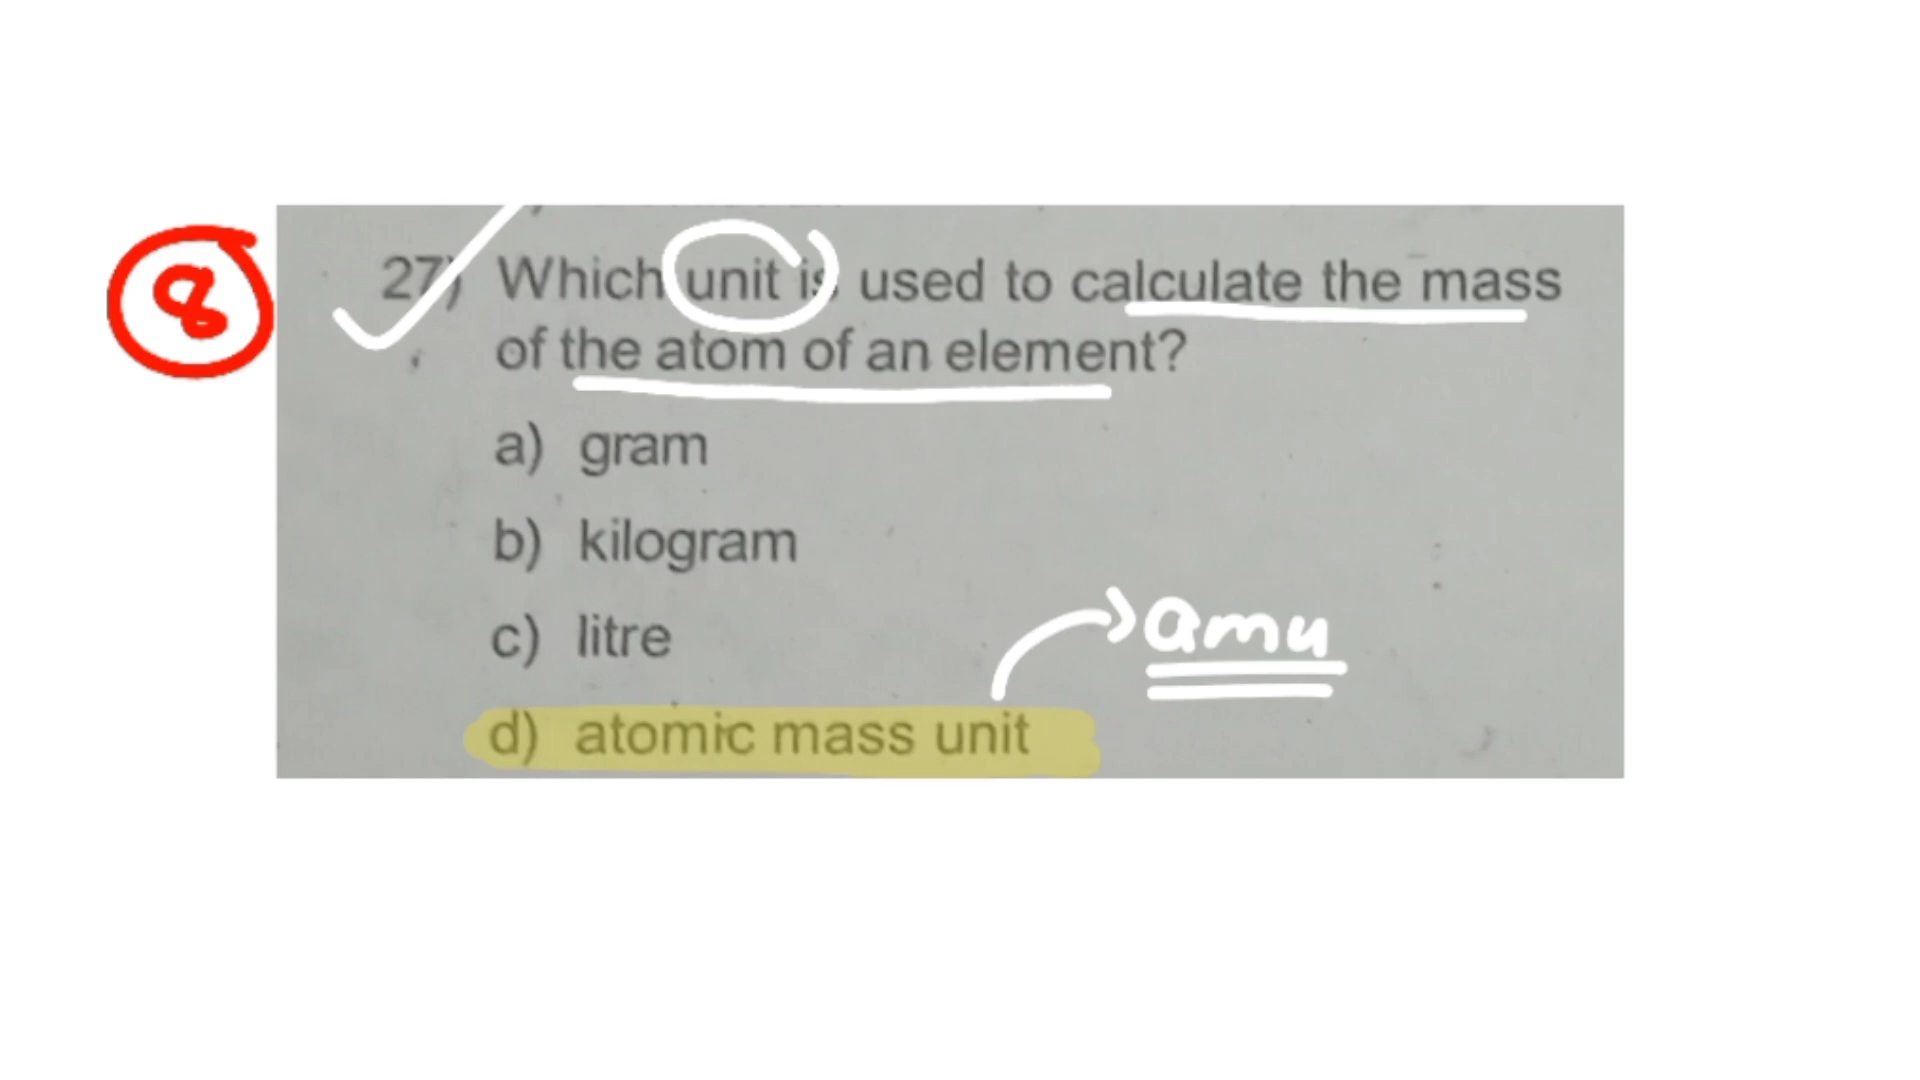 8
27) Which unit is used to calculate the mass
of the atom of an element?
a) gram
b) kilogram
c) litre
amu
d) atomic mass unit